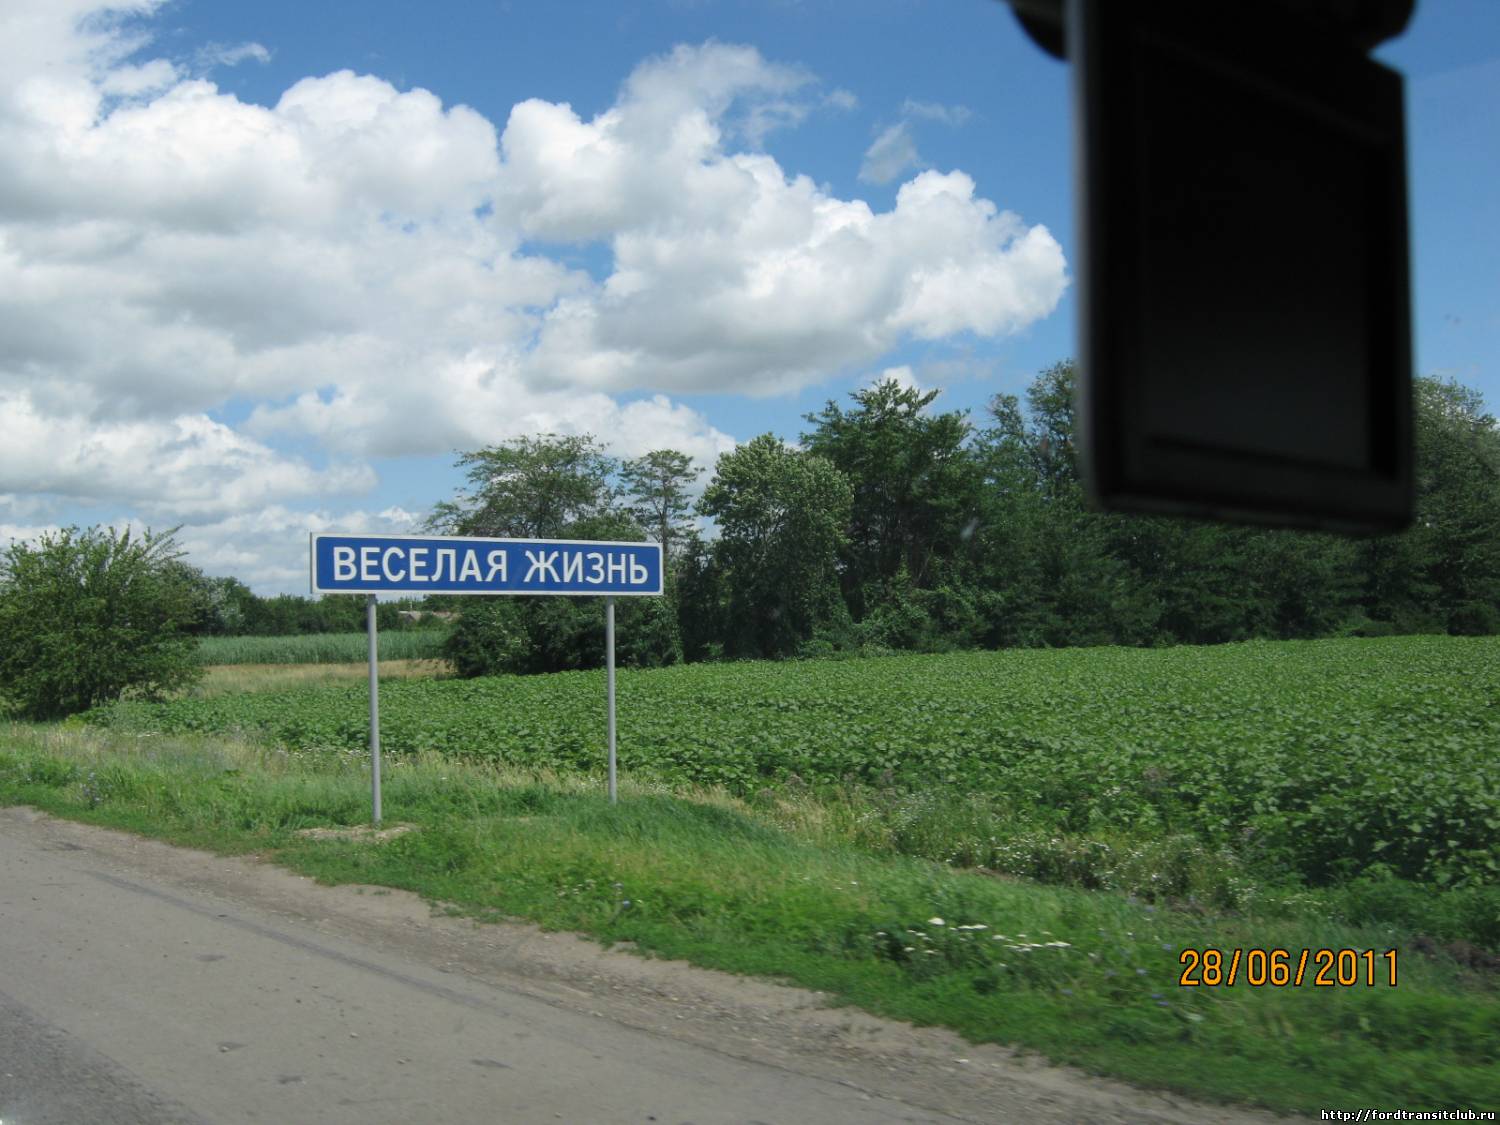 ВЕСЕЛАЯ ЖИЗНЬ
28/06/2011
http://fordtransitclub.ru